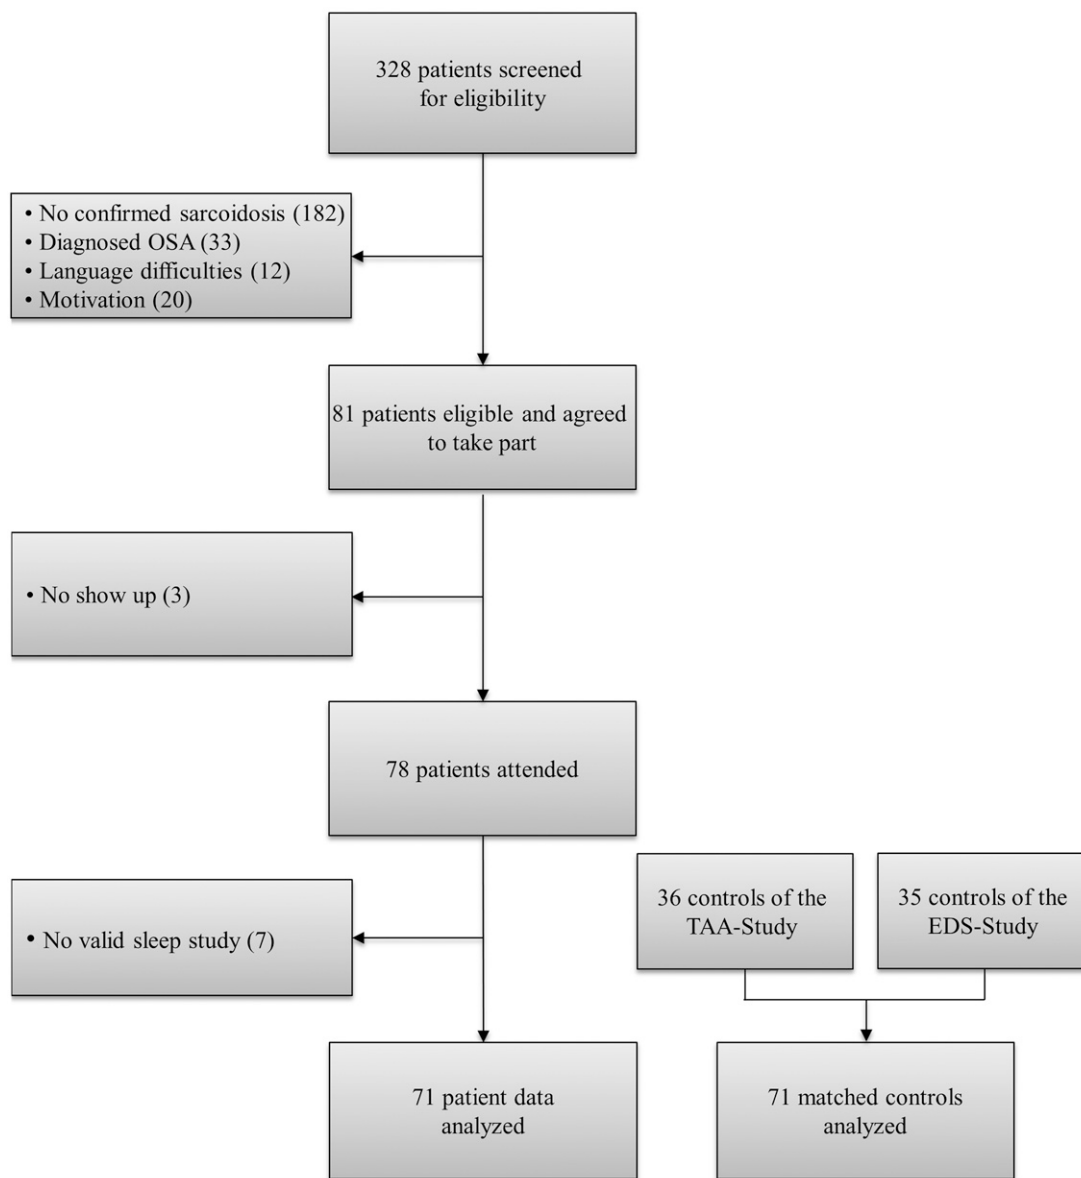 328 patients screened
for eligibility
• No confirmed sarcoidosis (182)
• Diagnosed OSA (33)
• Language difficulties (12)
• Motivation (20)
81 patients eligible and agreed
to take part
• No show up (3)
78 patients attended
• No valid sleep study (7)
36 controls of the
TAA-Study
35 controls of the
EDS-Study
71 patient data
analyzed
71 matched controls
analyzed